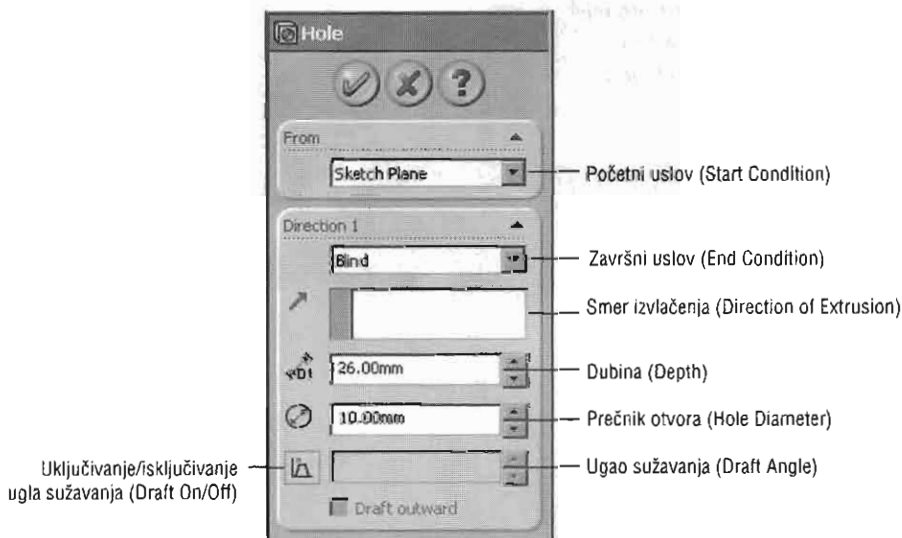 Hole
From
Sketch Plane
Početni uslov (Start Condition)
Direction 1
Blind
Završni uslov (End Condition)
Smer izvlačenja (Direction of Extrusion)
D1
26.00mm
Dubina (Depth)
10.00mm
Prečnik otvora (Hole Diameter)
Uključivanje/isključivanje
ugla sužavanja (Draft On/Off)
Ugao sužavanja (Draft Angle)
Draft outward